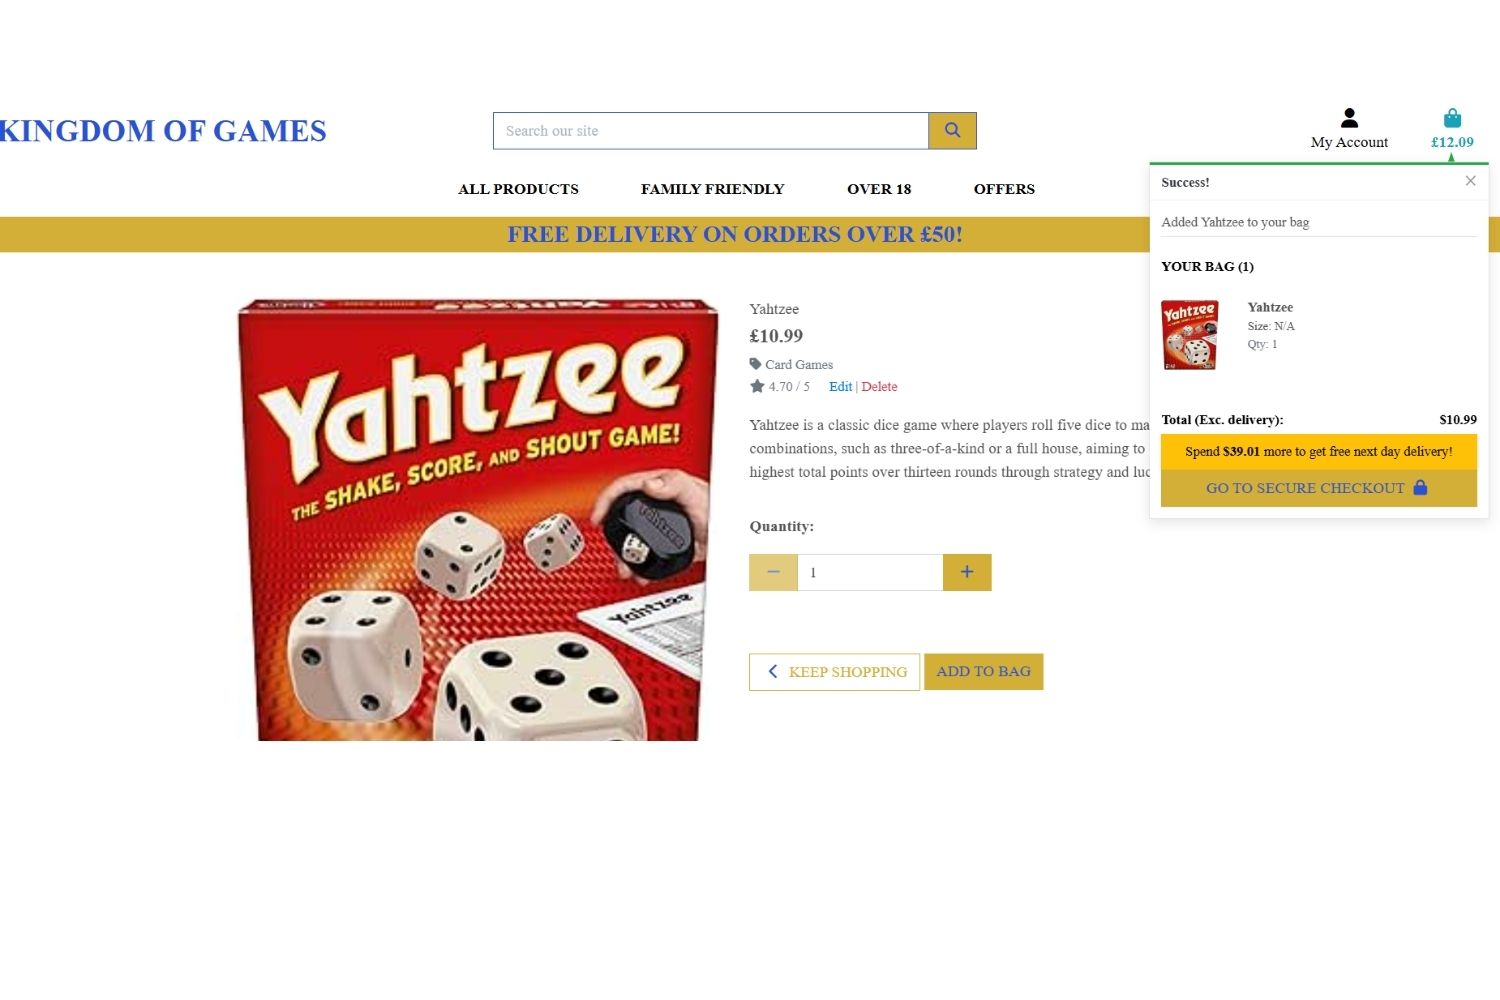 KINGDOM OF GAMES
Search our site
My Account
£12.09
ALL PRODUCTS FAMILY FRIENDLY OVER 18 OFFERS
FREE DELIVERY ON ORDERS OVER £50!
Success!
Added Yahtzee to your bag
YOUR BAG (1)
Yahtzee
Yahtzee
Size: N/A
Qty: 1
Total (Exc. delivery): $10.99
Spend $39.01 more to get free next day delivery!
GO TO SECURE CHECKOUT
Yahtzee
THE SHAKE, SCORE, AND SHOUT GAME!
Yahtzee
Yahtzee
Yahtzee
£10.99
Card Games
4.70 / 5 Edit | Delete
Yahtzee is a classic dice game where players roll five dice to ma
combinations, such as three-of-a-kind or a full house, aiming to
highest total points over thirteen rounds through strategy and luc
Quantity:
1
KEEP SHOPPING ADD TO BAG